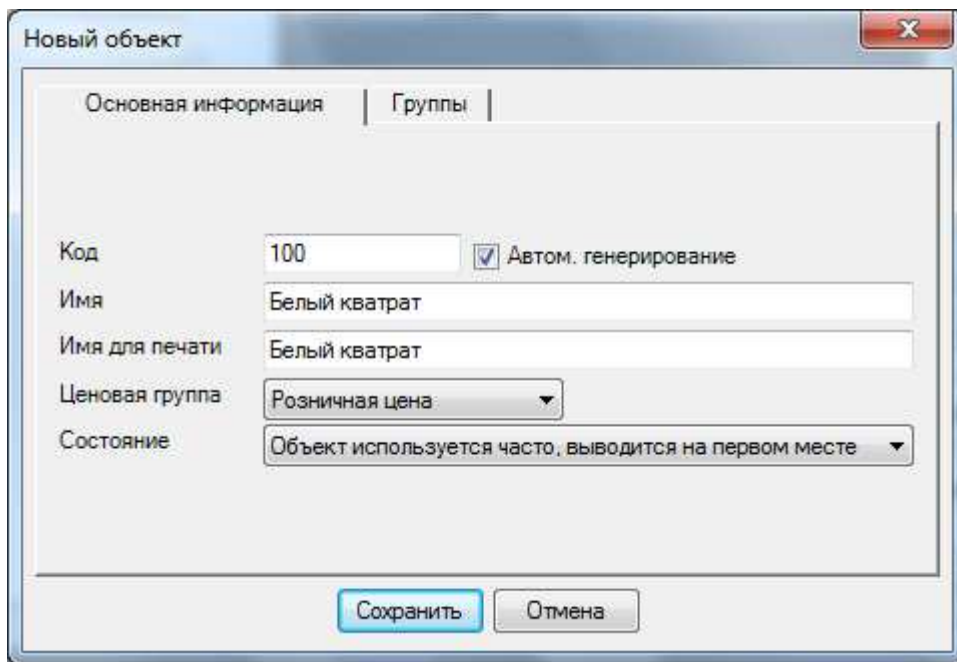 Новый объект
Основная информация Группы
Код 100 Автом. генерирование
Имя Белый кватрат
Имя для печати Белый кватрат
Ценовая группа Розничная цена
Состояние Объект используется часто, выводится на первом месте
Сохранить Отмена